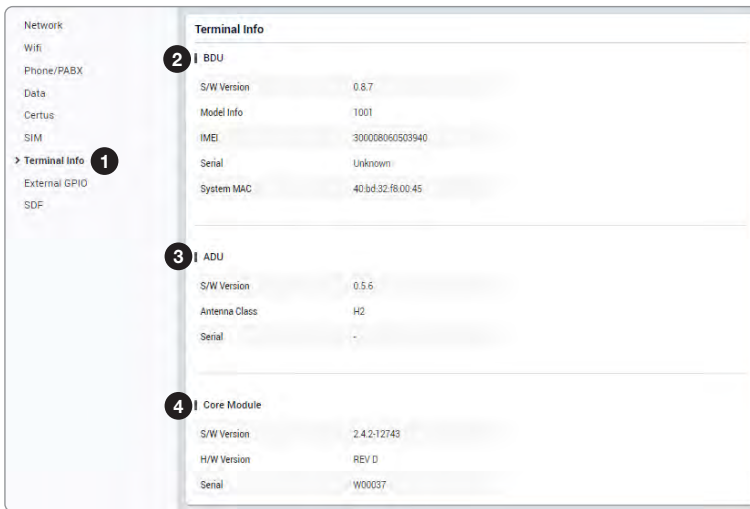 Network
Wifi
Phone/PABX
Data
Certus
SIM
> Terminal Info 1
External GPIO
SDF
Terminal Info
2 BDU
S/W Version 0.8.7
Model Info 1001
IMEI 300008060503940
Serial Unknown
System MAC 40:bd:32:f8:00:45
3 ADU
S/W Version 0.5.6
Antenna Class H2
Serial -
4 Core Module
S/W Version 2.4.2-12743
H/W Version REV D
Serial W00037